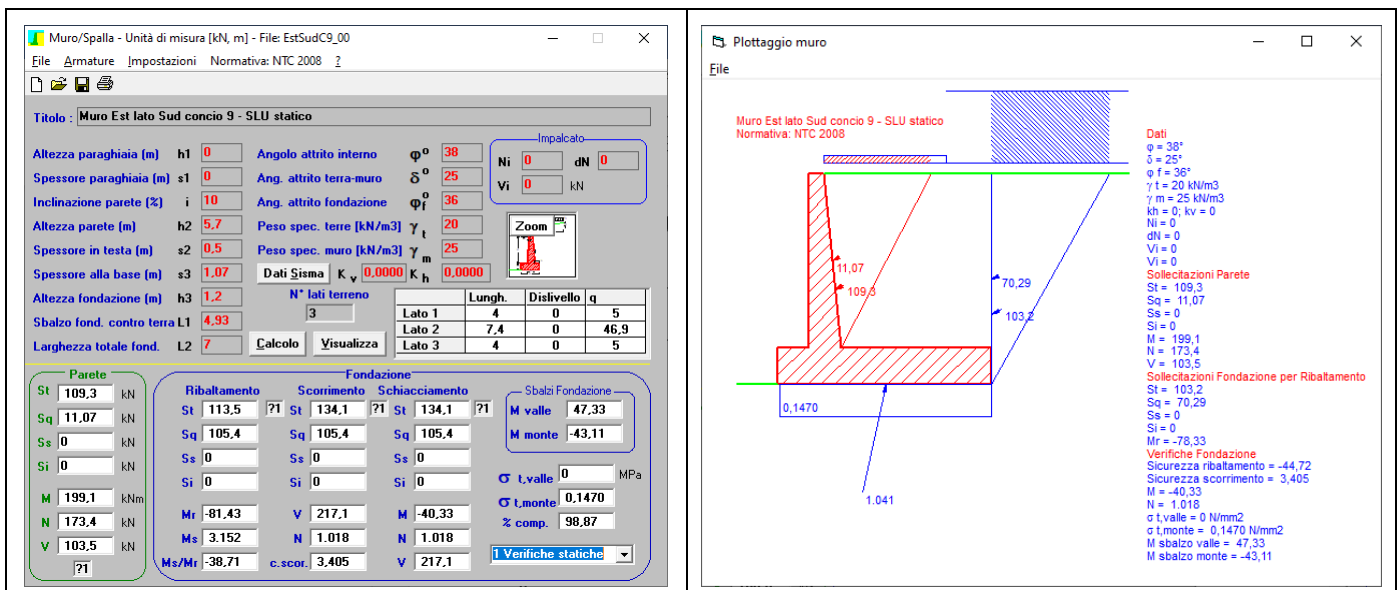 Muro/Spalla - Unità di misura [kN, m] - File: EstSudC9_00
File Armature Impostazioni Normativa: NTC 2008 ?
Titolo : Muro Est lato Sud concio 9 - SLU statico
Altezza paraghiaia (m) h1 0
Spessore paraghiaia (m) s1 0
Inclinazione parete (%) i 10
Altezza parete (m) h2 5,7
Spessore in testa (m) s2 0,5
Spessore alla base (m) s3 1,07
Altezza fondazione (m) h3 1,2
Sbalzo fond. contro terra L1 4,93
Larghezza totale fond. L2 7
Angolo attrito interno φº 38
Ang. attrito terra-muro δº 25
Ang. attrito fondazione φfº 36
Peso spec. terre [kN/m3] γt 20
Peso spec. muro [kN/m3] γm 25
Dati Sisma Kv 0,0000 Kh 0,0000
N° lati terreno
3
Calcolo Visualizza
Impalcato
Ni 0 dN 0
Vi 0 kN
Zoom
Lungh. Dislivello q
Lato 1 4 0 5
Lato 2 7,4 0 46,9
Lato 3 4 0 5
Parete
St 109,3 kN
Sq 11,07 kN
Ss 0 kN
Si 0 kN
M 199,1 kNm
N 173,4 kN
V 103,5 kN
?1
Fondazione
Ribaltamento Scorrimento Schiacciamento
St 113,5 ?1 St 134,1 ?1 St 134,1 ?1
Sq 105,4 Sq 105,4 Sq 105,4
Ss 0 Ss 0 Ss 0
Si 0 Si 0 Si 0
Mr -81,43 V 217,1 M -40,33
Ms 3.152 N 1.018 N 1.018
Ms/Mr -38,71 c.scor. 3,405 V 217,1
Sbalzi Fondazione
M valle 47,33
M monte -43,11
σ t,valle 0 MPa
σ t,monte 0,1470
% comp. 98,87
1 Verifiche statiche
Plottaggio muro
File
Muro Est lato Sud concio 9 - SLU statico
Normativa: NTC 2008
11,07
109,3
70,29
103,2
0,1470
1.041
Dati
φ = 38°
δ = 25°
φ f = 36°
γ t = 20 kN/m3
γ m = 25 kN/m3
kh = 0; kv = 0
Ni = 0
dN = 0
Vi = 0
Vi = 0
Sollecitazioni Parete
St = 109,3
Sq = 11,07
Ss = 0
Si = 0
M = 199,1
N = 173,4
V = 103,5
Sollecitazioni Fondazione per Ribaltamento
St = 103,2
Sq = 70,29
Ss = 0
Si = 0
Mr = -78,33
Verifiche Fondazione
Sicurezza ribaltamento = -44,72
Sicurezza scorrimento = 3,405
M = -40,33
N = 1.018
σ t,valle = 0 N/mm2
σ t,monte = 0,1470 N/mm2
M sbalzo valle = 47,33
M sbalzo monte = -43,11